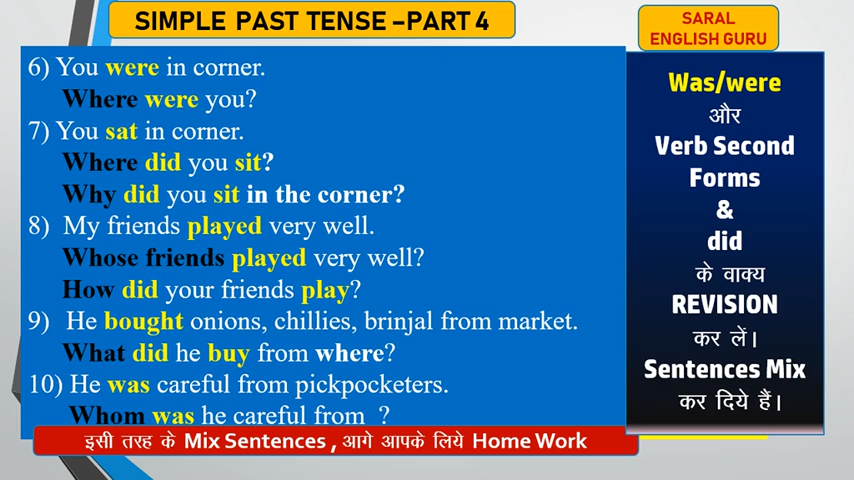 SIMPLE PAST TENSE –PART 4
SARAL
ENGLISH GURU
6) You were in corner.
Where were you?
7) You sat in corner.
Where did you sit?
Why did you sit in the corner?
8) My friends played very well.
Whose friends played very well?
How did your friends play?
9) He bought onions, chillies, brinjal from market.
What did he buy from where?
10) He was careful from pickpocketers.
Whom was he careful from ?
Was/were
और
Verb Second
Forms
&
did
के वाक्य
REVISION
कर लें।
Sentences Mix
कर दिये हैं।
इसी तरह के Mix Sentences , आगे आपके लिये Home Work